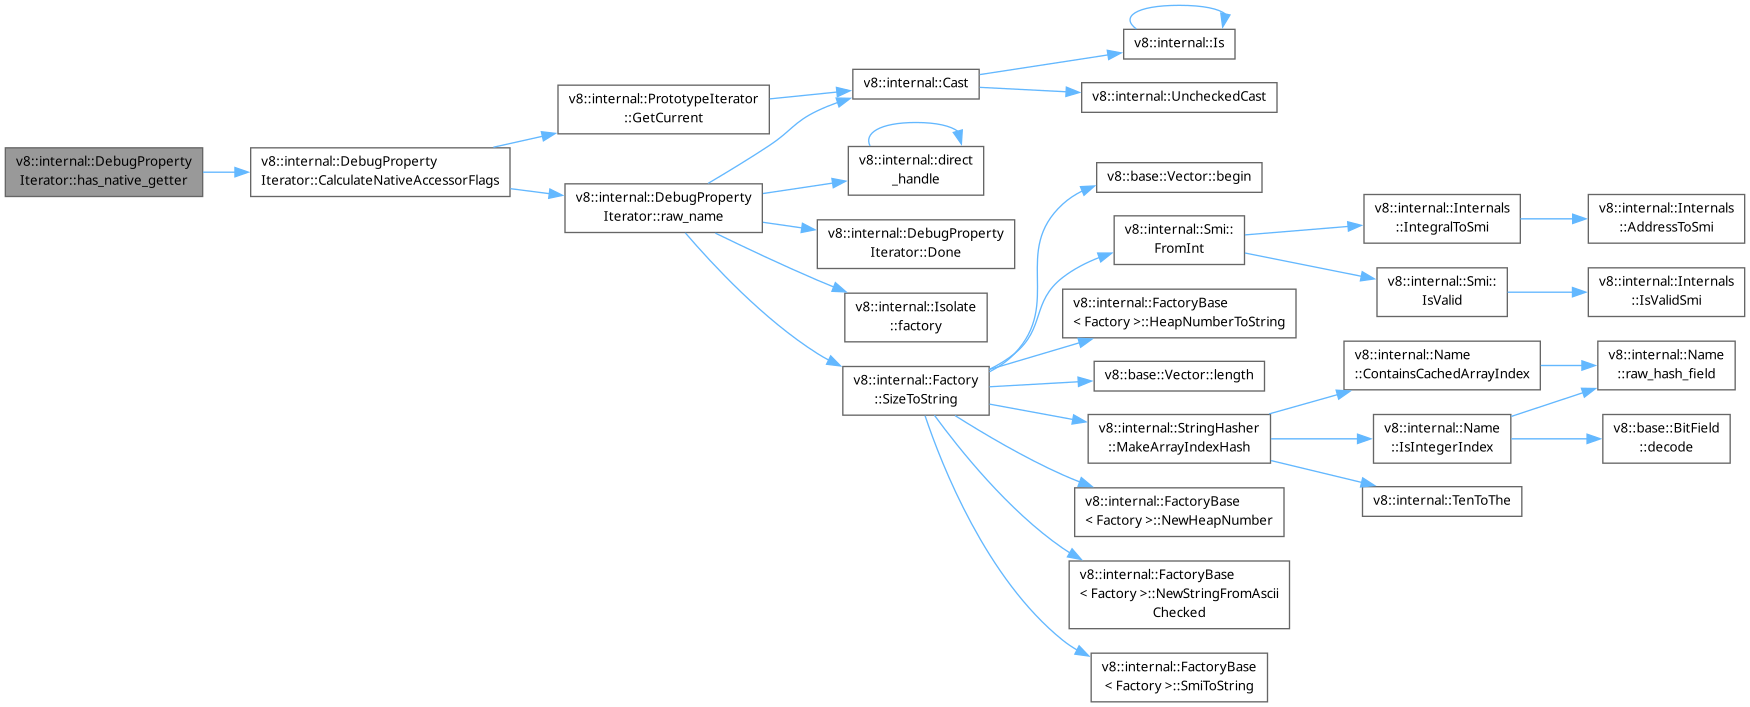 v8::internal::DebugProperty
Iterator::has_native_getter
v8::internal::DebugProperty
Iterator::CalculateNativeAccessorFlags
v8::internal::PrototypeIterator
::GetCurrent
v8::internal::DebugProperty
Iterator::raw_name
v8::internal::Cast
v8::internal::direct
_handle
v8::internal::DebugProperty
Iterator::Done
v8::internal::Isolate
::factory
v8::internal::Factory
::SizeToString
v8::internal::Is
v8::internal::UncheckedCast
v8::base::Vector::begin
v8::internal::Smi::
FromInt
v8::internal::FactoryBase
< Factory >::HeapNumberToString
v8::base::Vector::length
v8::internal::StringHasher
::MakeArrayIndexHash
v8::internal::FactoryBase
< Factory >::NewHeapNumber
v8::internal::FactoryBase
< Factory >::NewStringFromAscii
Checked
v8::internal::FactoryBase
< Factory >::SmiToString
v8::internal::Internals
::IntegralToSmi
v8::internal::Smi::
IsValid
v8::internal::Name
::ContainsCachedArrayIndex
v8::internal::Name
::IsIntegerIndex
v8::internal::TenToThe
v8::internal::Internals
::AddressToSmi
v8::internal::Internals
::IsValidSmi
v8::internal::Name
::raw_hash_field
v8::base::BitField
::decode